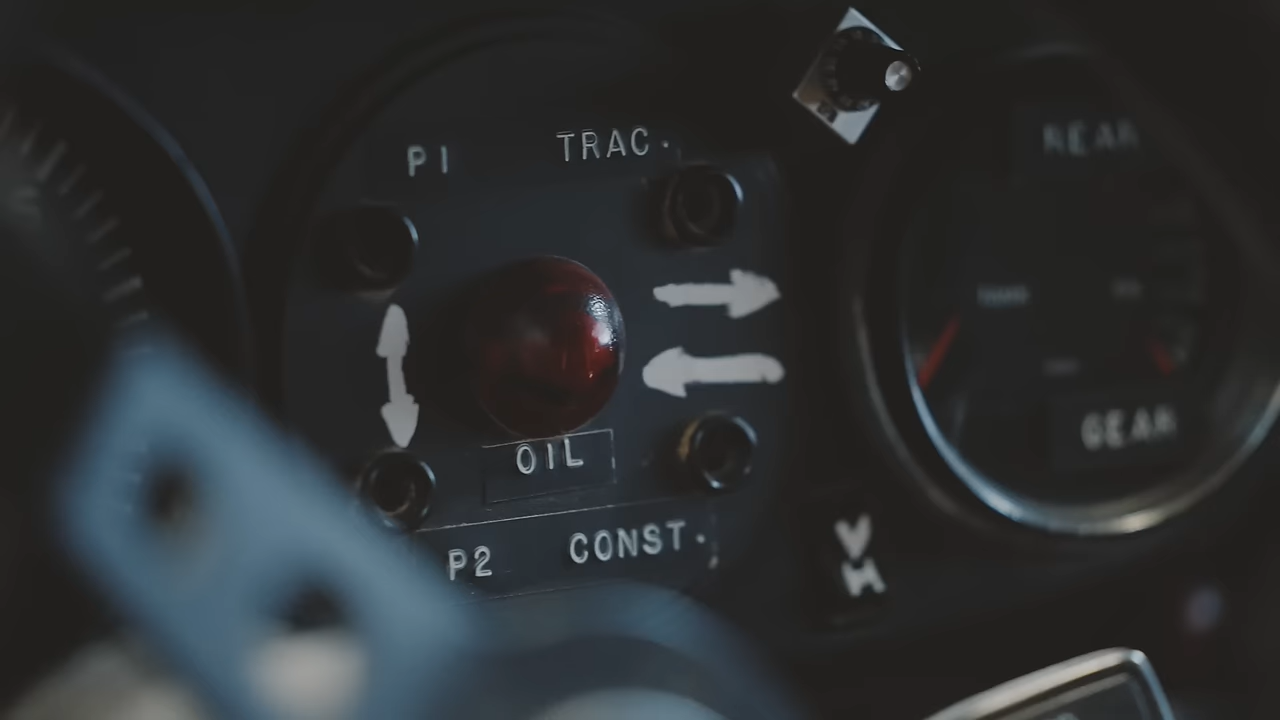 P1
TRAC.
REAR
OIL
GEAR
P2
CONST.
V
H